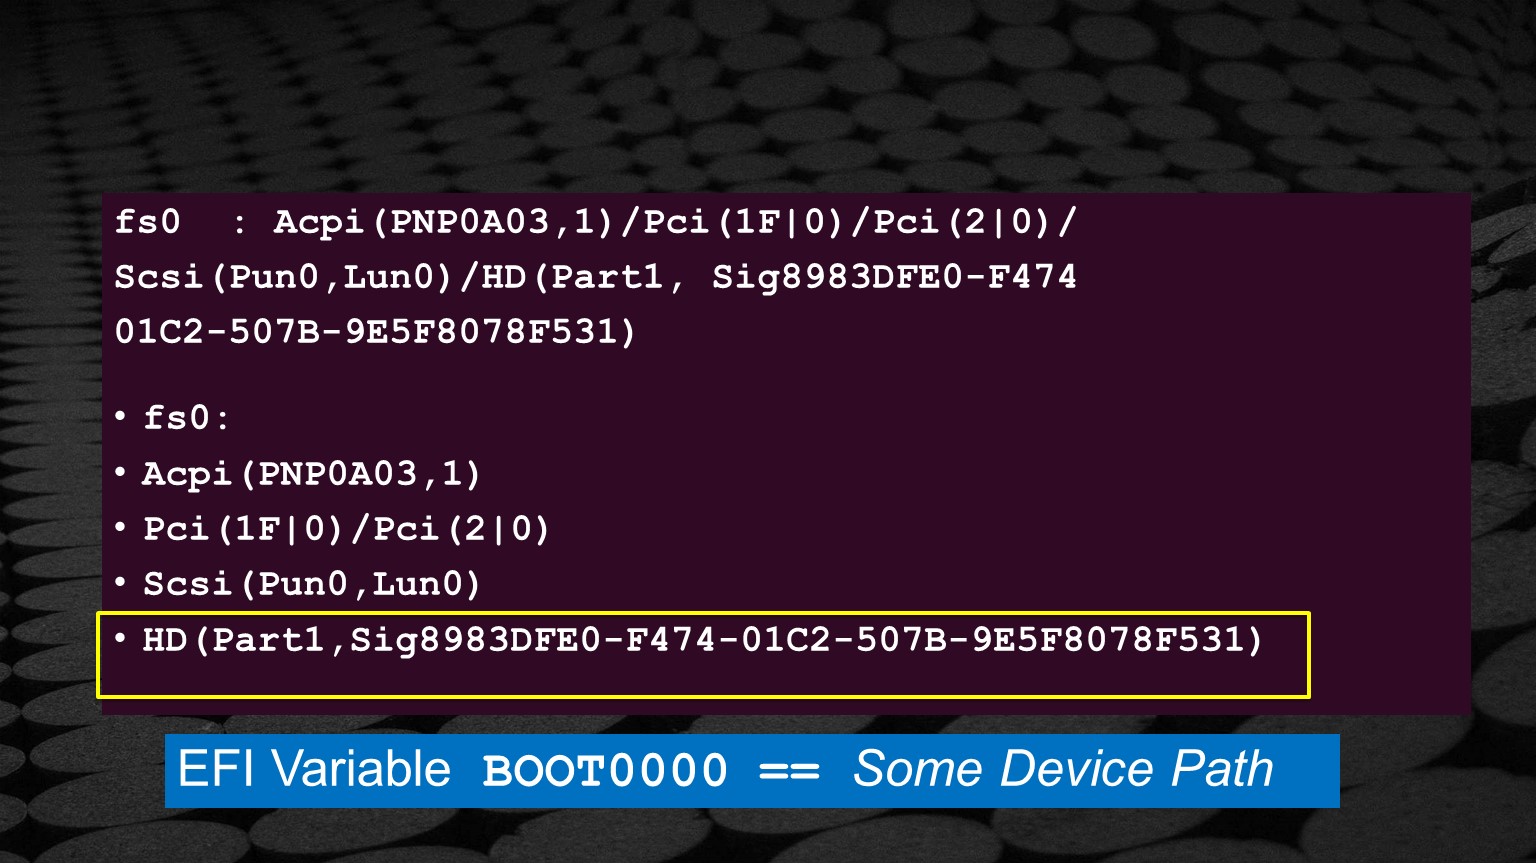 fs0  : Acpi(PNP0A03,1)/Pci(1F|0)/Pci(2|0)/
Scsi(Pun0,Lun0)/HD(Part1, Sig8983DFE0-F474
01C2-507B-9E5F8078F531)
• fs0:
• Acpi(PNP0A03,1)
• Pci(1F|0)/Pci(2|0)
• Scsi(Pun0,Lun0)
• HD(Part1,Sig8983DFE0-F474-01C2-507B-9E5F8078F531)
EFI Variable BOOT0000 == Some Device Path